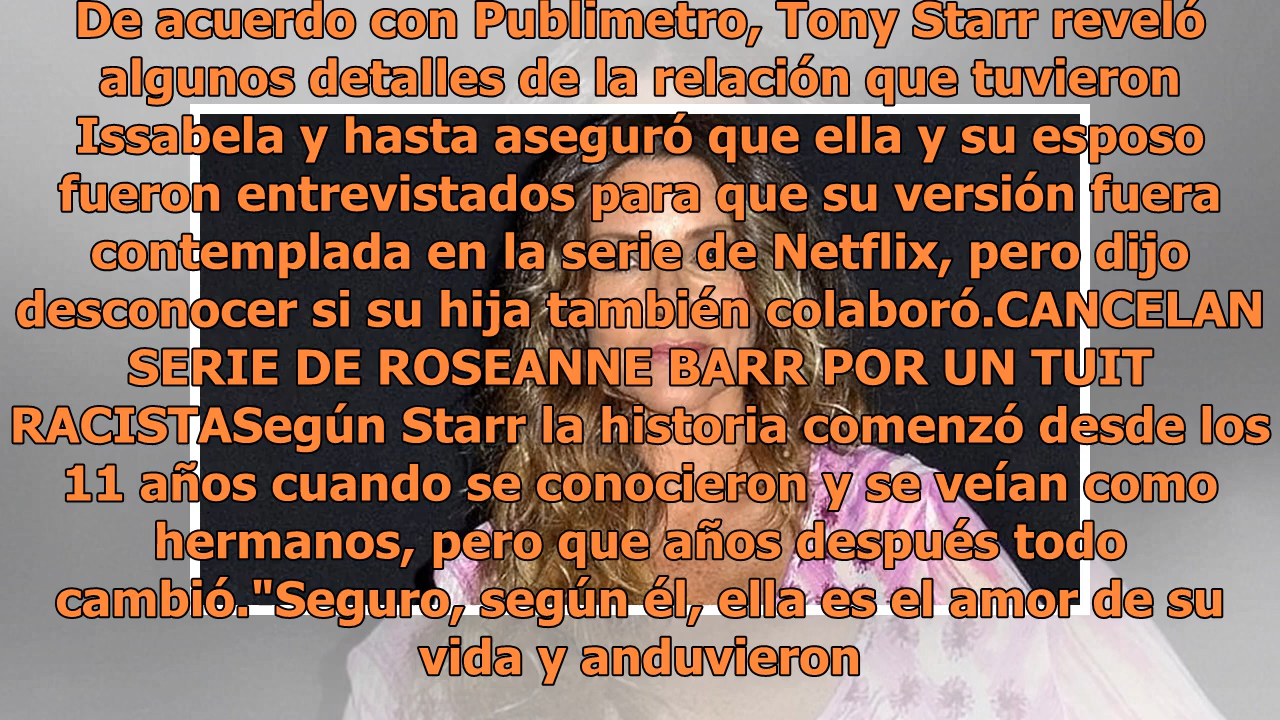 De acuerdo con Publimetro, Tony Starr reveló
algunos detalles de la relación que tuvieron
Issabela y hasta aseguró que ella y su esposo
fueron entrevistados para que su versión fuera
contemplada en la serie de Netflix, pero dijo
desconocer si su hija también colaboró.CANCELAN
SERIE DE ROSEANNE BARR POR UN TUIT
RACISTASegún Starr la historia comenzó desde los
11 años cuando se conocieron y se veían como
hermanos, pero que años después todo
cambió."Seguro, según él, ella es el amor de su
vida y anduvieron